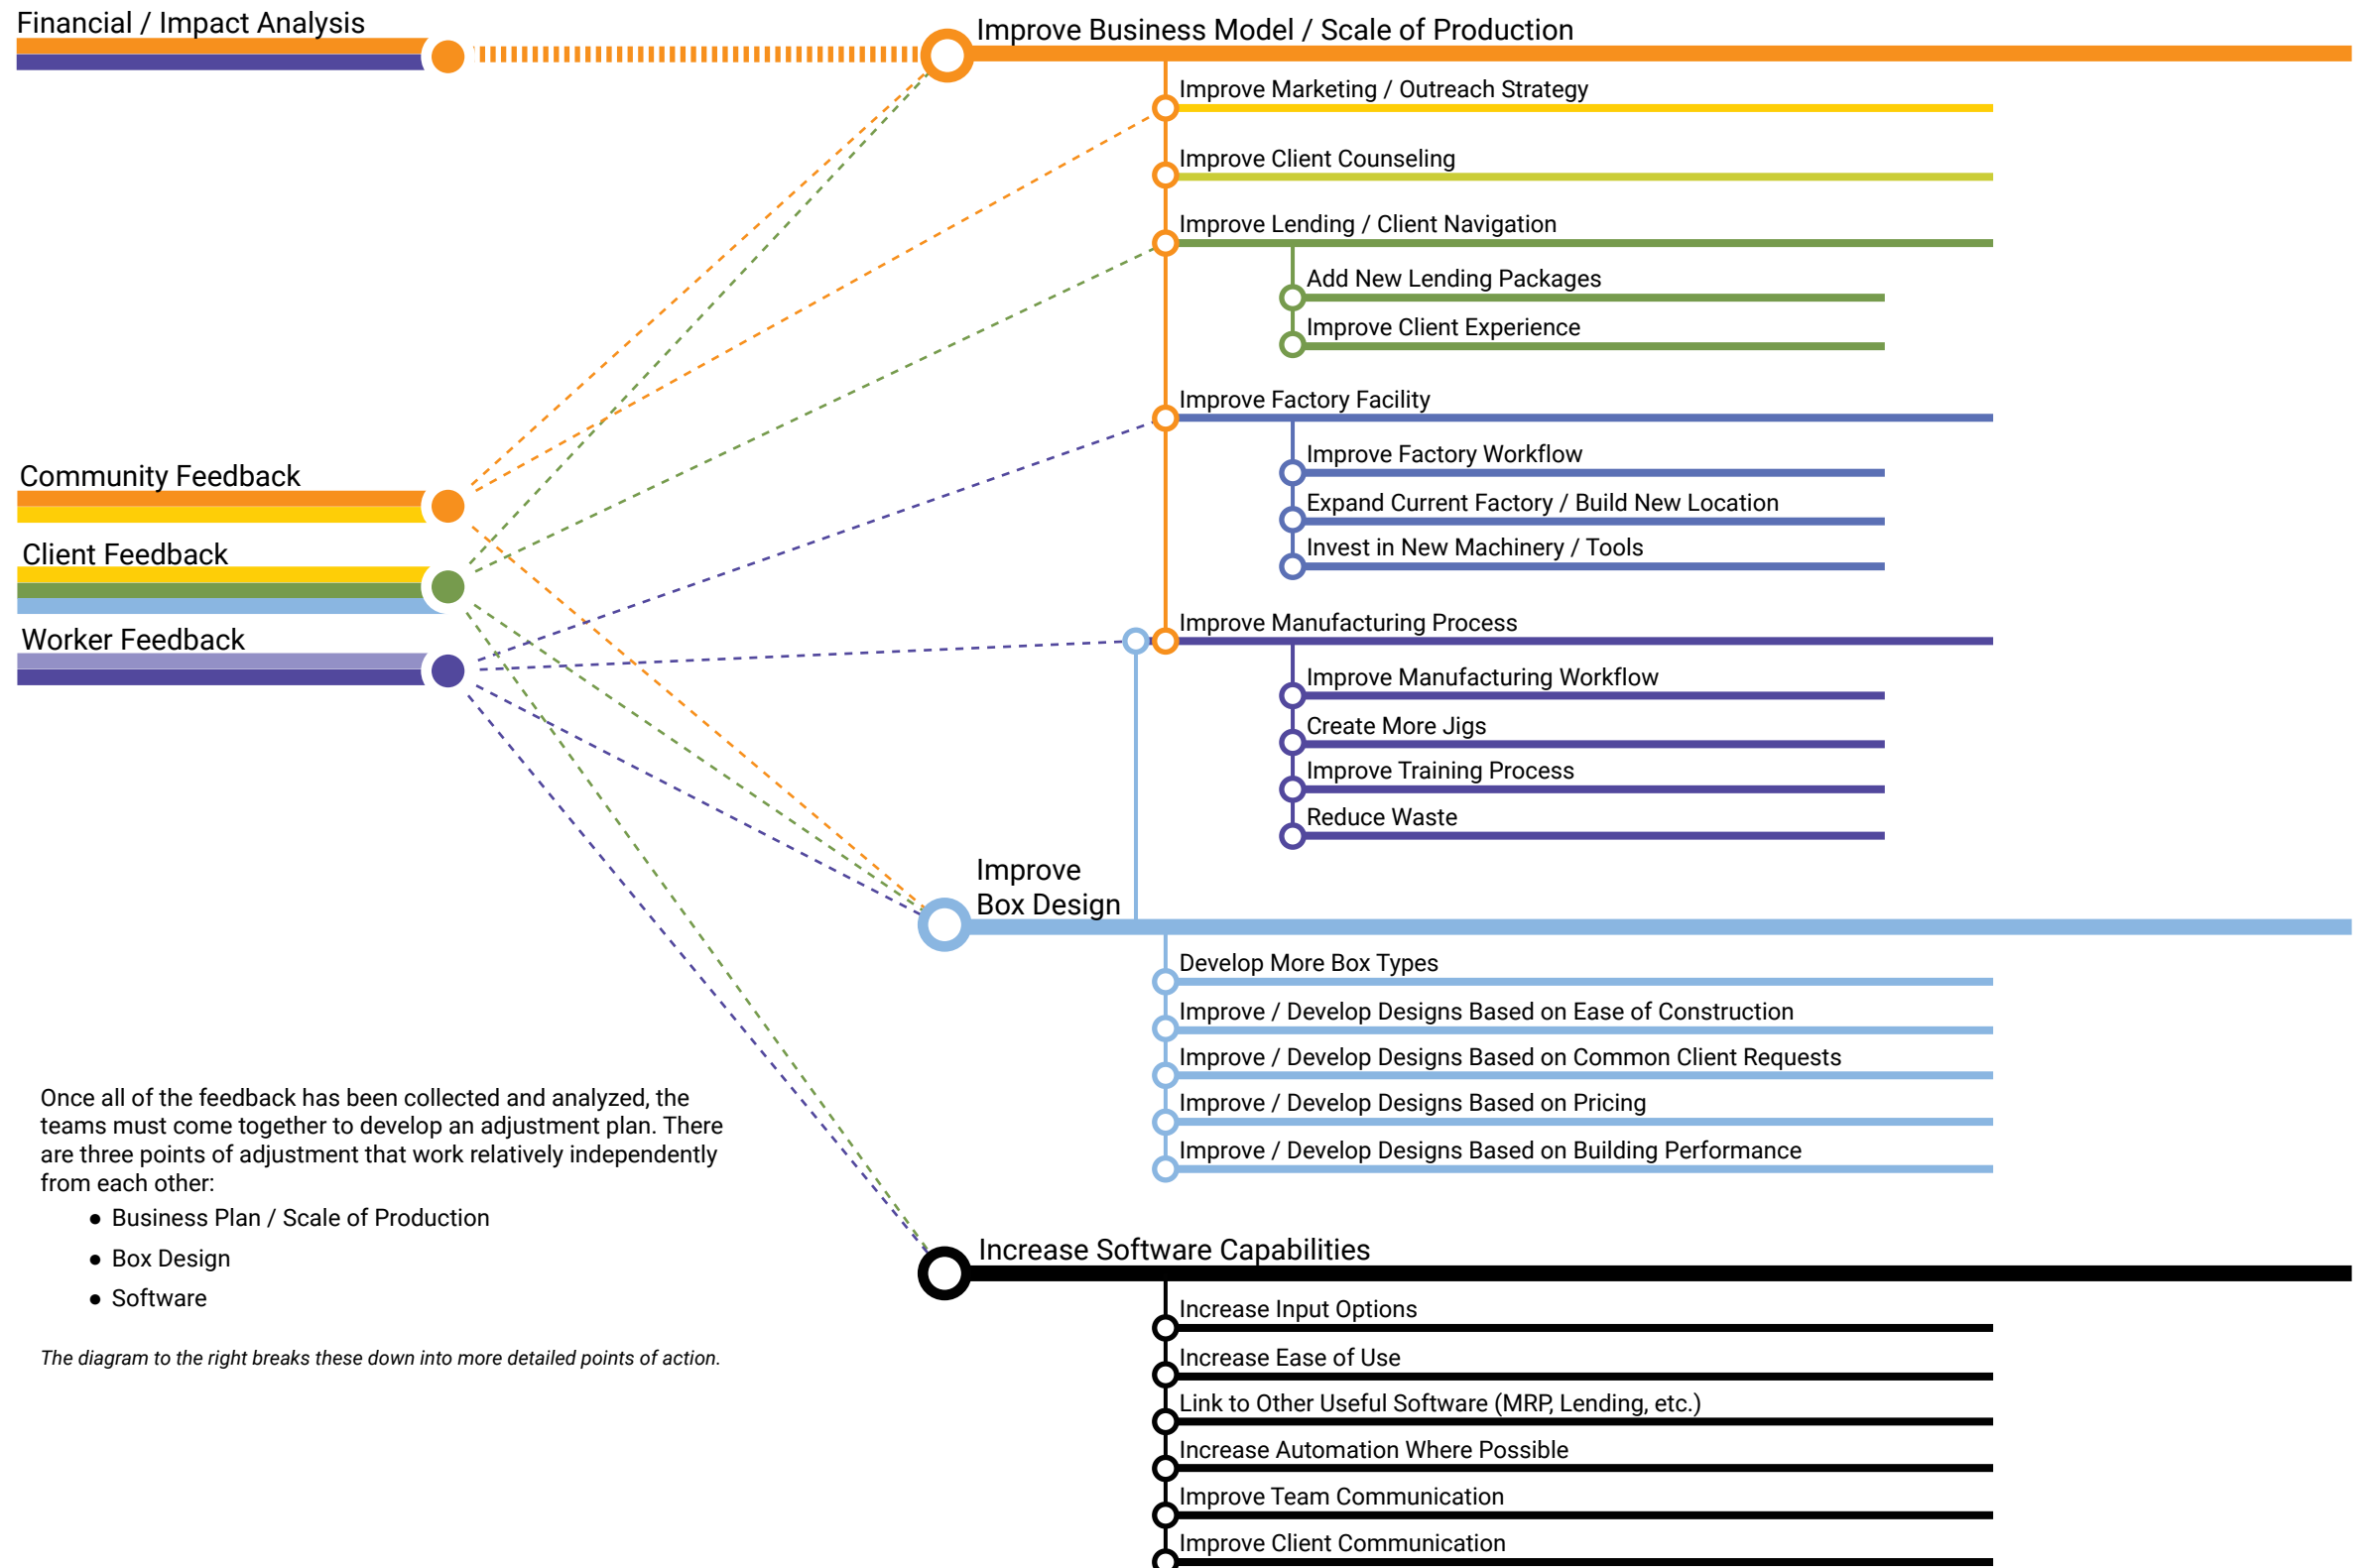 Financial / Impact Analysis
Improve Business Model / Scale of Production
Improve Marketing / Outreach Strategy
Improve Client Counseling
Improve Lending / Client Navigation
Add New Lending Packages
Improve Client Experience
Improve Factory Facility
Improve Factory Workflow
Expand Current Factory / Build New Location
Invest in New Machinery / Tools
Community Feedback
Client Feedback
Worker Feedback
Improve Manufacturing Process
Improve Manufacturing Workflow
Create More Jigs
Improve Training Process
Reduce Waste
Improve
Box Design
Develop More Box Types
Improve / Develop Designs Based on Ease of Construction
Improve / Develop Designs Based on Common Client Requests
Improve / Develop Designs Based on Pricing
Improve / Develop Designs Based on Building Performance
Once all of the feedback has been collected and analyzed, the
teams must come together to develop an adjustment plan. There
are three points of adjustment that work relatively independently
from each other:
● Business Plan / Scale of Production
● Box Design
● Software
The diagram to the right breaks these down into more detailed points of action.
Increase Software Capabilities
Increase Input Options
Increase Ease of Use
Link to Other Useful Software (MRP, Lending, etc.)
Increase Automation Where Possible
Improve Team Communication
Improve Client Communication